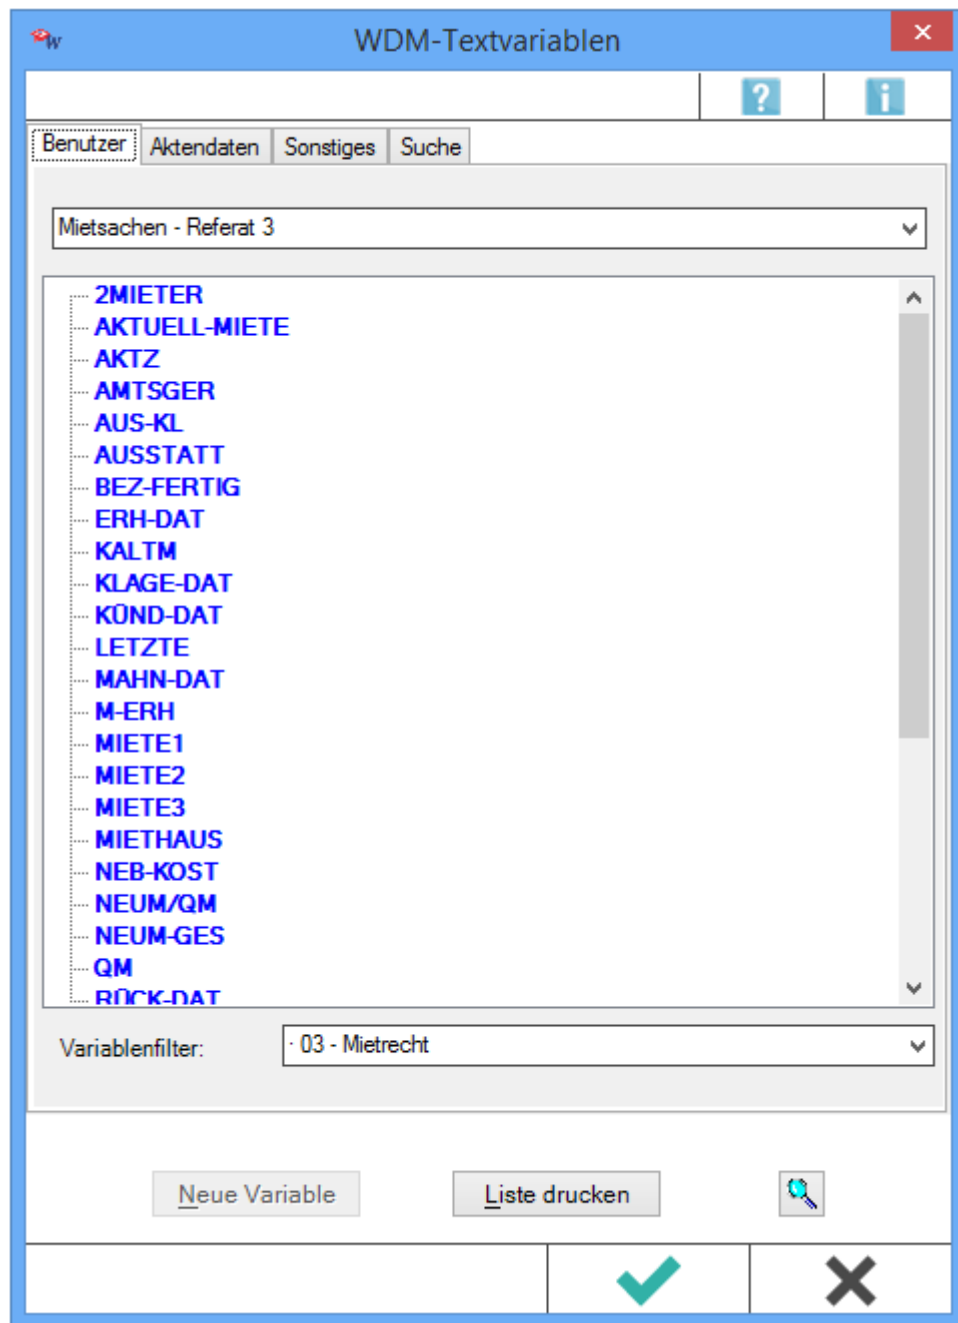 W
WDM-Textvariablen
? i
Benutzer Aktendaten Sonstiges Suche
Mietsachen - Referat 3
2MIETER
AKTUELL-MIETE
AKTZ
AMTSGER
AUS-KL
AUSSTATT
BEZ-FERTIG
ERH-DAT
KALTM
KLAGE-DAT
KÜND-DAT
LETZTE
MAHN-DAT
M-ERH
MIETE1
MIETE2
MIETE3
MIETHAUS
NEB-KOST
NEUM/QM
NEUM-GES
QM
RÜCK-DAT
Variablenfilter: · 03 - Mietrecht
Neue Variable Liste drucken